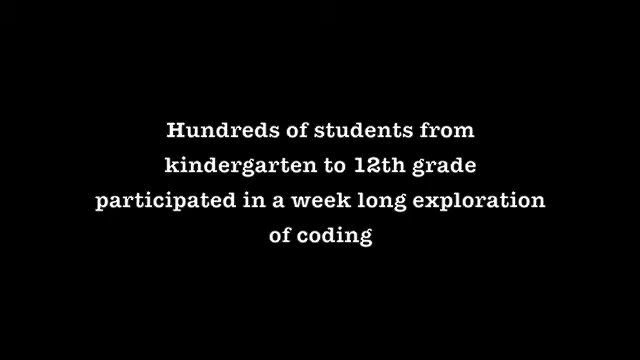 Hundreds of students from
kindergarten to 12th grade
participated in a week long exploration
of coding